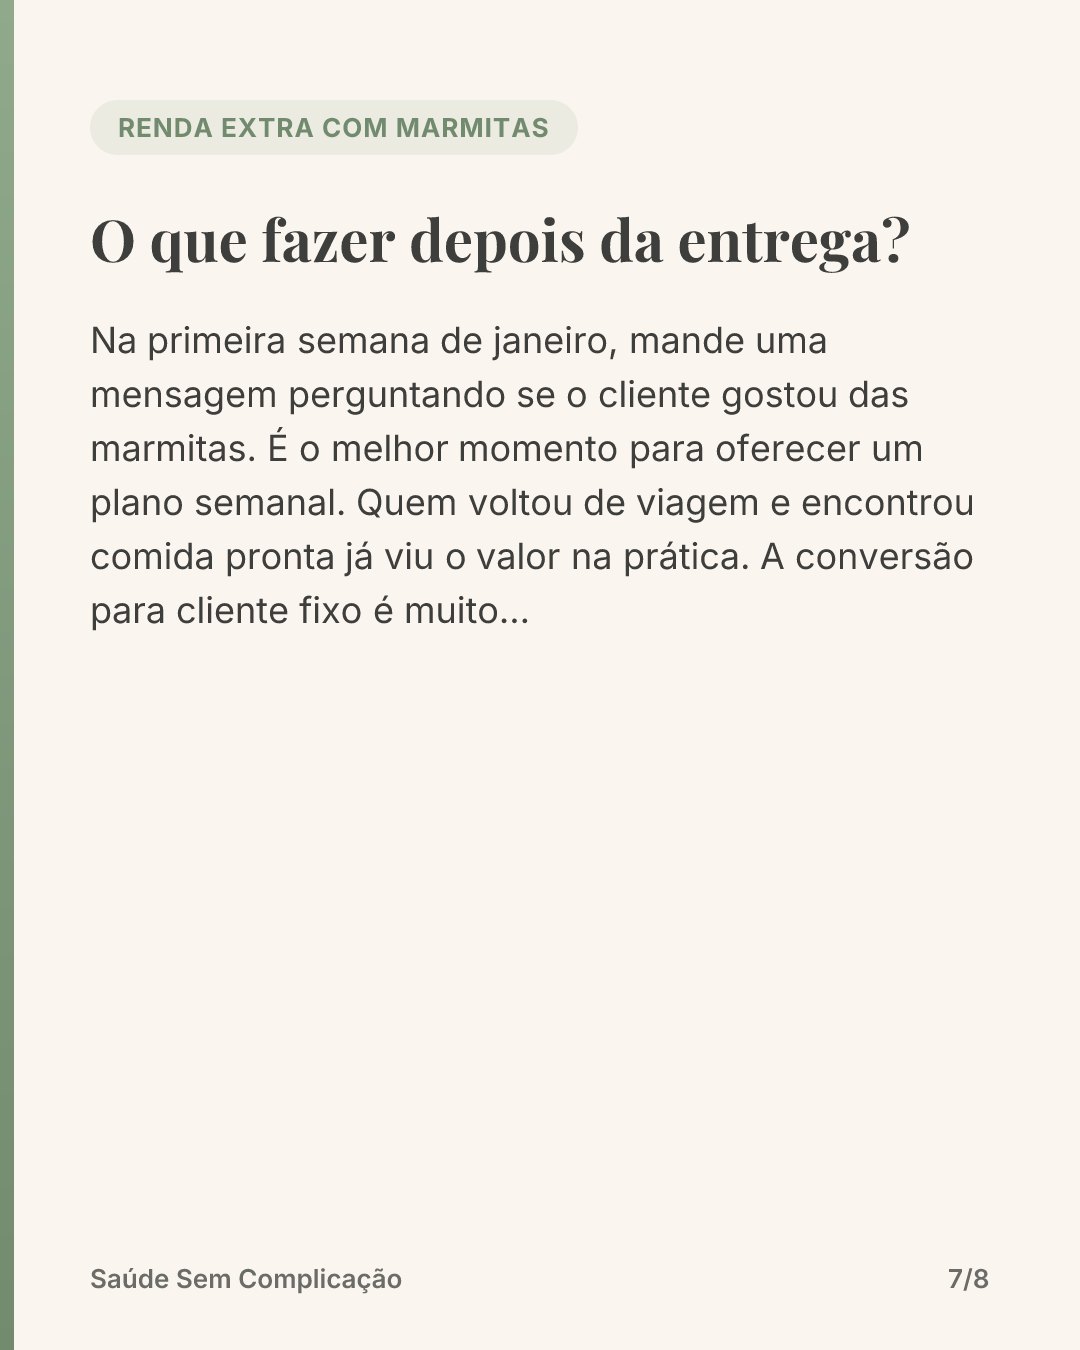 RENDA EXTRA COM MARMITAS
O que fazer depois da entrega?
Na primeira semana de janeiro, mande uma
mensagem perguntando se o cliente gostou das
marmitas. É o melhor momento para oferecer um
plano semanal. Quem voltou de viagem e encontrou
comida pronta já viu o valor na prática. A conversão
para cliente fixo é muito...
Saúde Sem Complicação
7/8